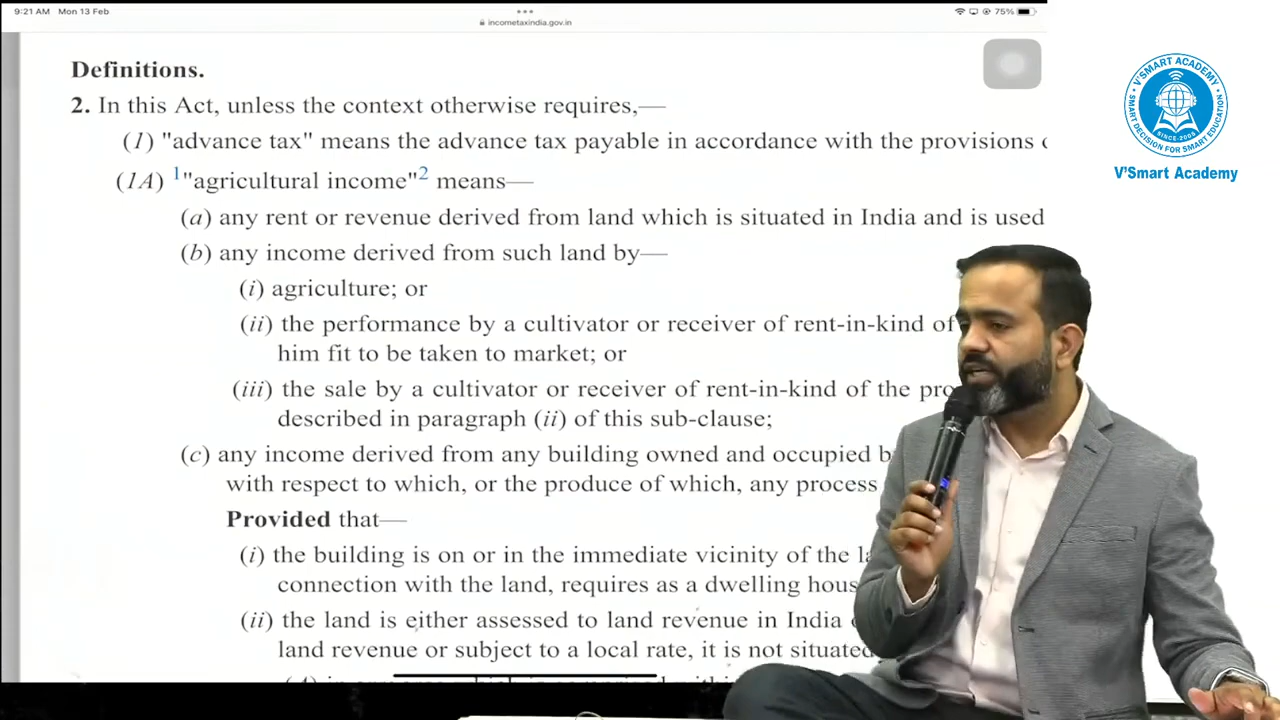 9:21 AM Mon 13 Feb
75%
incometaxindia.gov.in
Definitions.
2. In this Act, unless the context otherwise requires,—
(1) "advance tax" means the advance tax payable in accordance with the provisions
(1A) 1"agricultural income"2 means—
(a) any rent or revenue derived from land which is situated in India and is used
(b) any income derived from such land by—
(i) agriculture; or
(ii) the performance by a cultivator or receiver of rent-in-kind of
him fit to be taken to market; or
(iii) the sale by a cultivator or receiver of rent-in-kind of the
described in paragraph (ii) of this sub-clause;
(c) any income derived from any building owned and occupied
with respect to which, or the produce of which, any process
Provided that—
(i) the building is on or in the immediate vicinity of the
connection with the land, requires as a dwelling
(ii) the land is either assessed to land revenue in India
land revenue or subject to a local rate, it is not situated
V'SMART ACADEMY
SMART DECISION FOR SMART EDUCATION
SINCE-2008
V'Smart Academy